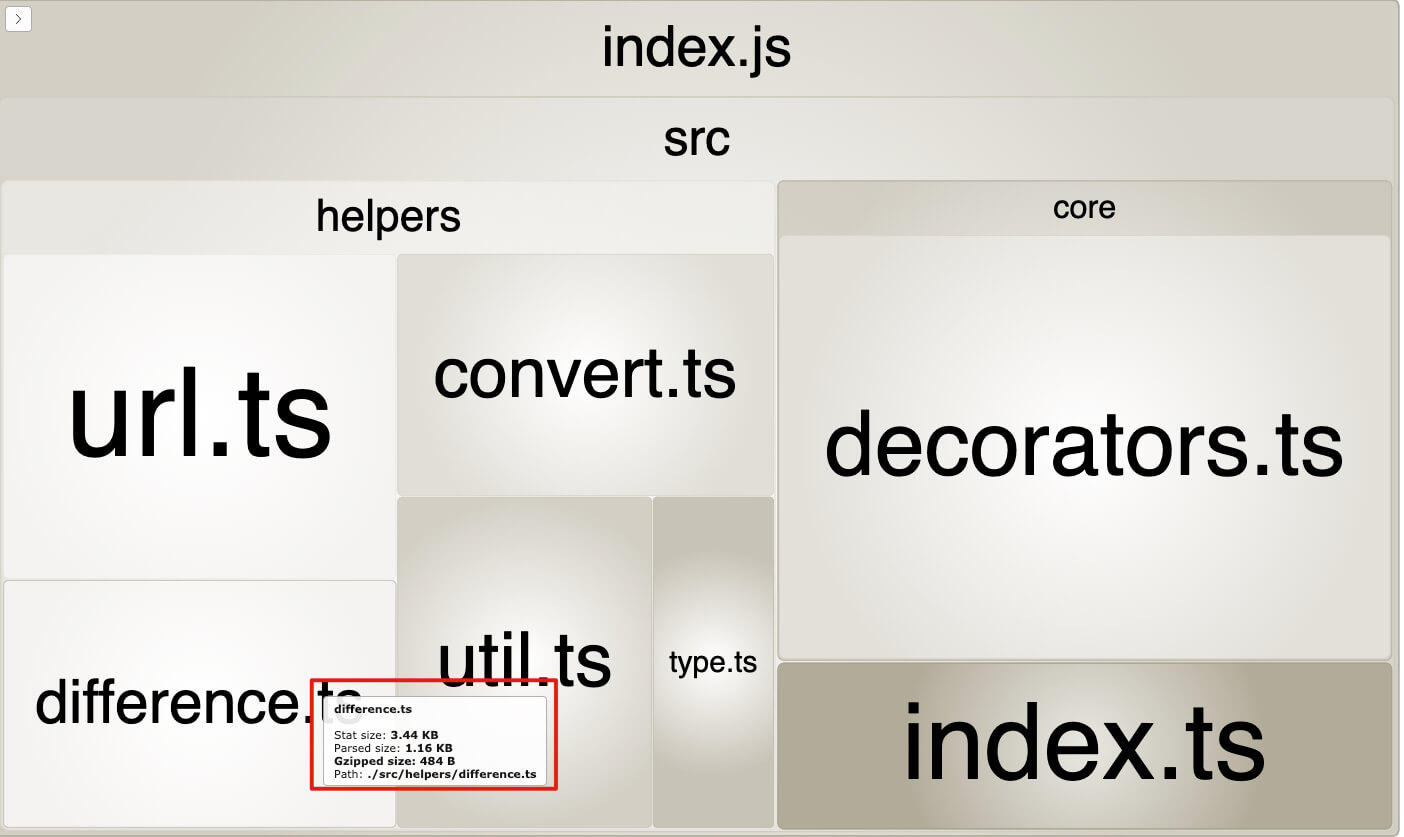 index.js
src
helpers
core
url.ts
convert.ts
decorators.ts
difference.ts
util.ts
type.ts
index.ts
difference.ts
Stat size: 3.44 KB
Parsed size: 1.16 KB
Gzipped size: 484 B
Path: ./src/helpers/difference.ts